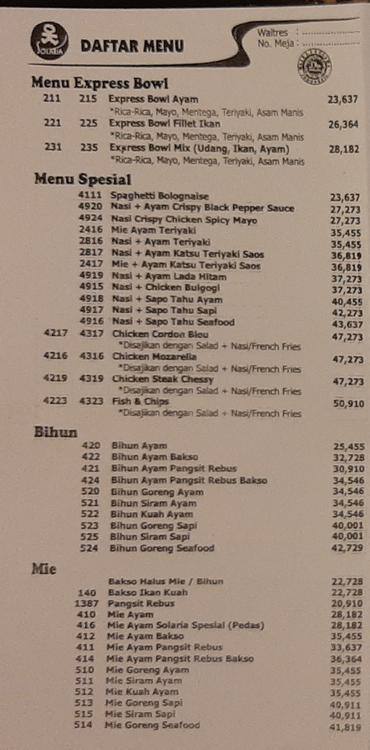 SOLARIA
DAFTAR MENU
Waitres :
No. Meja :
Menu Express Bowl
211 215 Express Bowl Ayam 23,637
*Rica-Rica, Mayo, Mentega, Teriyaki, Asam Manis
221 225 Express Bowl Fillet Ikan 26,364
*Rica-Rica, Mayo, Mentega, Teriyaki, Asam Manis
231 235 Express Bowl Mix (Udang, Ikan, Ayam) 28,182
*Rica-Rica, Mayo, Mentega, Teriyaki, Asam Manis
Menu Spesial
4111 Spaghetti Bolognaise 23,637
4920 Nasi + Ayam Crispy Black Pepper Sauce 27,273
4924 Nasi Crispy Chicken Spicy Mayo 27,273
2416 Mie Ayam Teriyaki 35,455
2816 Nasi + Ayam Teriyaki 35,455
2817 Nasi + Ayam Katsu Teriyaki Saos 36,819
2417 Mie + Ayam Katsu Teriyaki Saos 36,819
4919 Nasi + Ayam Lada Hitam 37,273
4915 Nasi + Chicken Bulgogi 37,273
4918 Nasi + Sapo Tahu Ayam 40,455
4917 Nasi + Sapo Tahu Sapi 42,273
4916 Nasi + Sapo Tahu Seafood 43,637
4217 4317 Chicken Cordon Bleu 47,273
*Disajikan dengan Salad + Nasi/French Fries
4216 4316 Chicken Mozarella 47,273
*Disajikan dengan Salad + Nasi/French Fries
4219 4319 Chicken Steak Chessy 47,273
*Disajikan dengan Salad + Nasi/French Fries
4223 4323 Fish & Chips 50,910
*Disajikan dengan Salad + Nasi/French Fries
Bihun
420 Bihun Ayam 25,455
422 Bihun Ayam Bakso 32,728
421 Bihun Ayam Pangsit Rebus 30,910
424 Bihun Ayam Pangsit Rebus Bakso 34,546
520 Bihun Goreng Ayam 34,546
521 Bihun Siram Ayam 34,546
522 Bihun Kuah Ayam 34,546
523 Bihun Goreng Sapi 40,001
525 Bihun Siram Sapi 40,001
524 Bihun Goreng Seafood 42,729
Mie
Bakso Halus Mie / Bihun 22,728
140 Bakso Ikan Kuah 22,728
1387 Pangsit Rebus 20,910
410 Mie Ayam 28,182
416 Mie Ayam Solaria Spesial (Pedas) 28,182
412 Mie Ayam Bakso 35,455
411 Mie Ayam Pangsit Rebus 33,637
414 Mie Ayam Pangsit Rebus Bakso 36,364
510 Mie Goreng Ayam 35,455
511 Mie Siram Ayam 35,455
512 Mie Kuah Ayam 35,455
513 Mie Goreng Sapi 40,911
515 Mie Siram Sapi 40,911
514 Mie Goreng Seafood 41,819